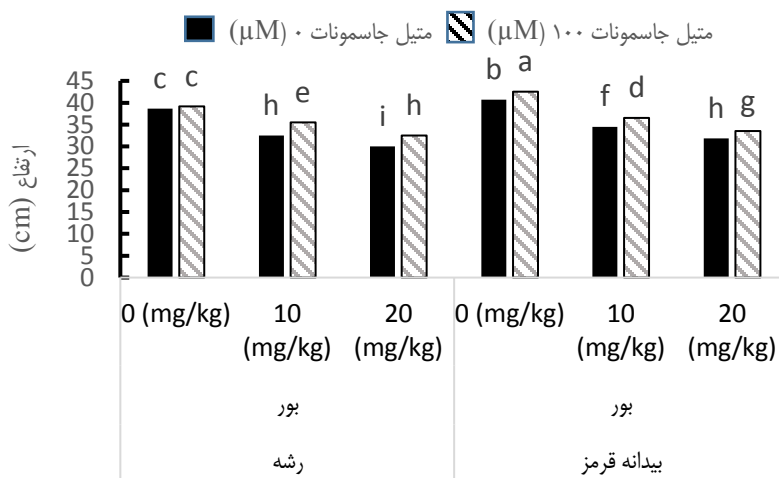 متیل جاسمونات ۰ (µM) متیل جاسمونات ۱۰۰ (µM)
ارتفاع (cm)
45
40
35
30
25
20
15
10
5
0
c c h e i h b a f d h g
0 (mg/kg) 10 (mg/kg) 20 (mg/kg) 0 (mg/kg) 10 (mg/kg) 20 (mg/kg)
بور بور
رشه بیدانه قرمز